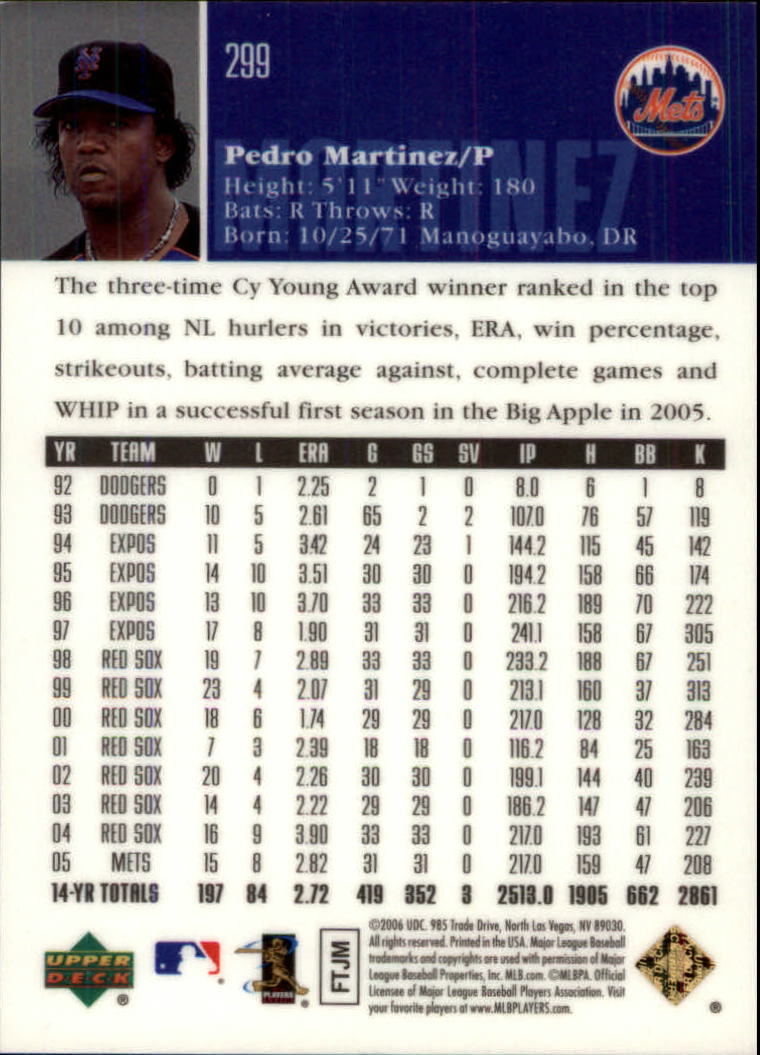 299
Mets
MARTINEZ
Pedro Martinez/P
Height: 5'11" Weight: 180
Bats: R Throws: R
Born: 10/25/71 Manoguayabo, DR
The three-time Cy Young Award winner ranked in the top
10 among NL hurlers in victories, ERA, win percentage,
strikeouts, batting average against, complete games and
WHIP in a successful first season in the Big Apple in 2005.
YR TEAM W L ERA G GS SV IP H BB K
92 DODGERS 0 1 2.25 2 1 0 8.0 6 1 8
93 DODGERS 10 5 2.61 65 2 2 107.0 76 57 119
94 EXPOS 11 5 3.42 24 23 1 144.2 115 45 142
95 EXPOS 14 10 3.51 30 30 0 194.2 158 66 174
96 EXPOS 13 10 3.70 33 33 0 216.2 189 70 222
97 EXPOS 17 8 1.90 31 31 0 241.1 158 67 305
98 RED SOX 19 7 2.89 33 33 0 233.2 188 67 251
99 RED SOX 23 4 2.07 31 29 0 213.1 160 37 313
00 RED SOX 18 6 1.74 29 29 0 217.0 128 32 284
01 RED SOX 7 3 2.39 18 18 0 116.2 84 25 163
02 RED SOX 20 4 2.26 30 30 0 199.1 144 40 239
03 RED SOX 14 4 2.22 29 29 0 186.2 147 47 206
04 RED SOX 16 9 3.90 33 33 0 217.0 193 61 227
05 METS 15 8 2.82 31 31 0 217.0 159 47 208
14-YR TOTALS 197 84 2.72 419 352 3 2513.0 1905 662 2861
UPPER DECK ®
PLAYERS
FTJM
©2006 UDC. 985 Trade Drive, North Las Vegas, NV 89030.
All rights reserved. Printed in the USA. Major League Baseball
trademarks and copyrights are used with permission of Major
League Baseball Properties, Inc. MLB.com. ©MLBPA. Official
Licensee of Major League Baseball Players Association. Visit
your favorite players at www.MLBPLAYERS.com.
®